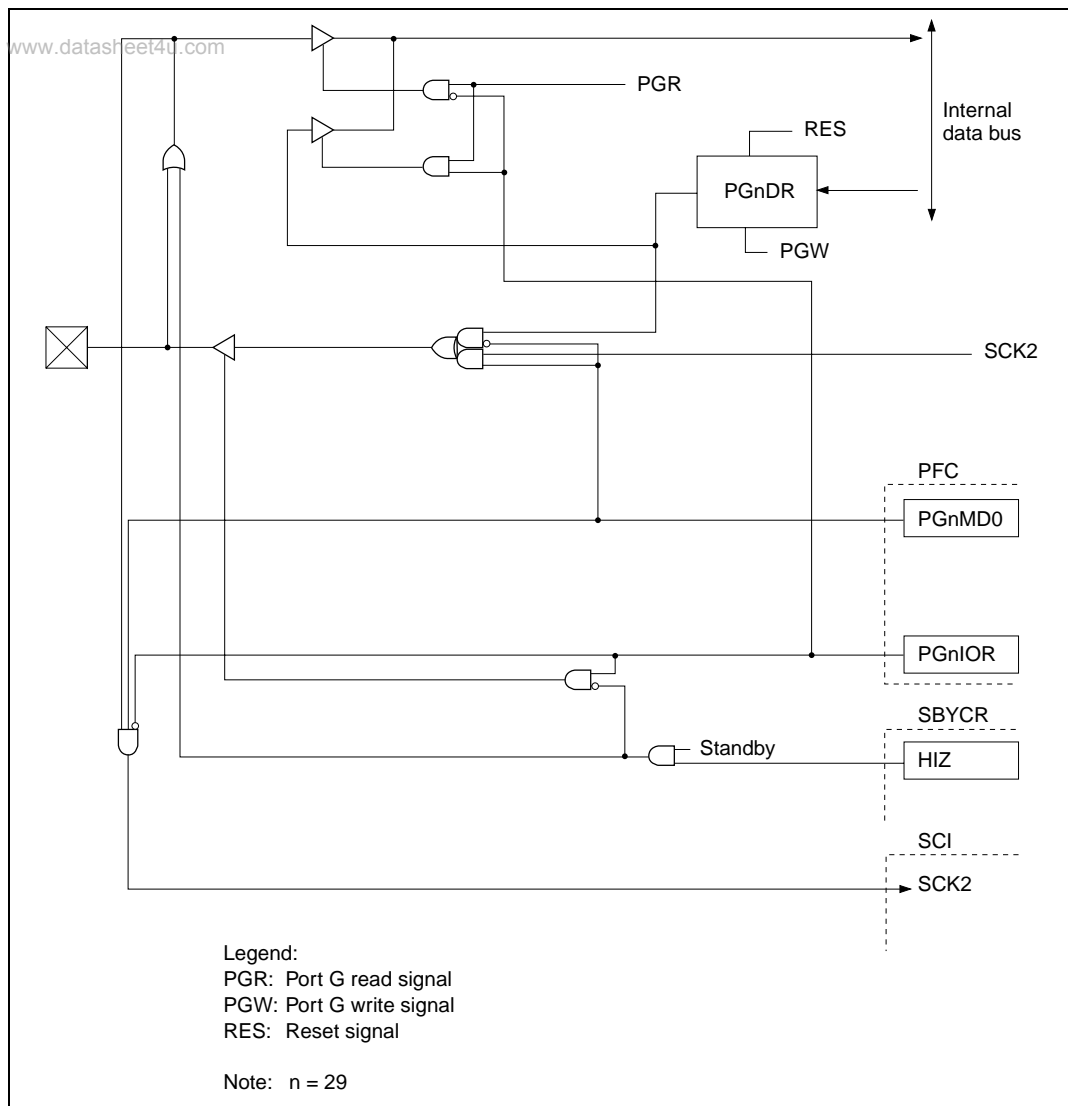 www.datasheet4u.com
PGR
Internal
data bus
RES
PGnDR
PGW
SCK2
PFC
PGnMD0
PGnIOR
SBYCR
Standby
HIZ
SCI
SCK2
Legend:
PGR: Port G read signal
PGW: Port G write signal
RES: Reset signal
Note: n = 29